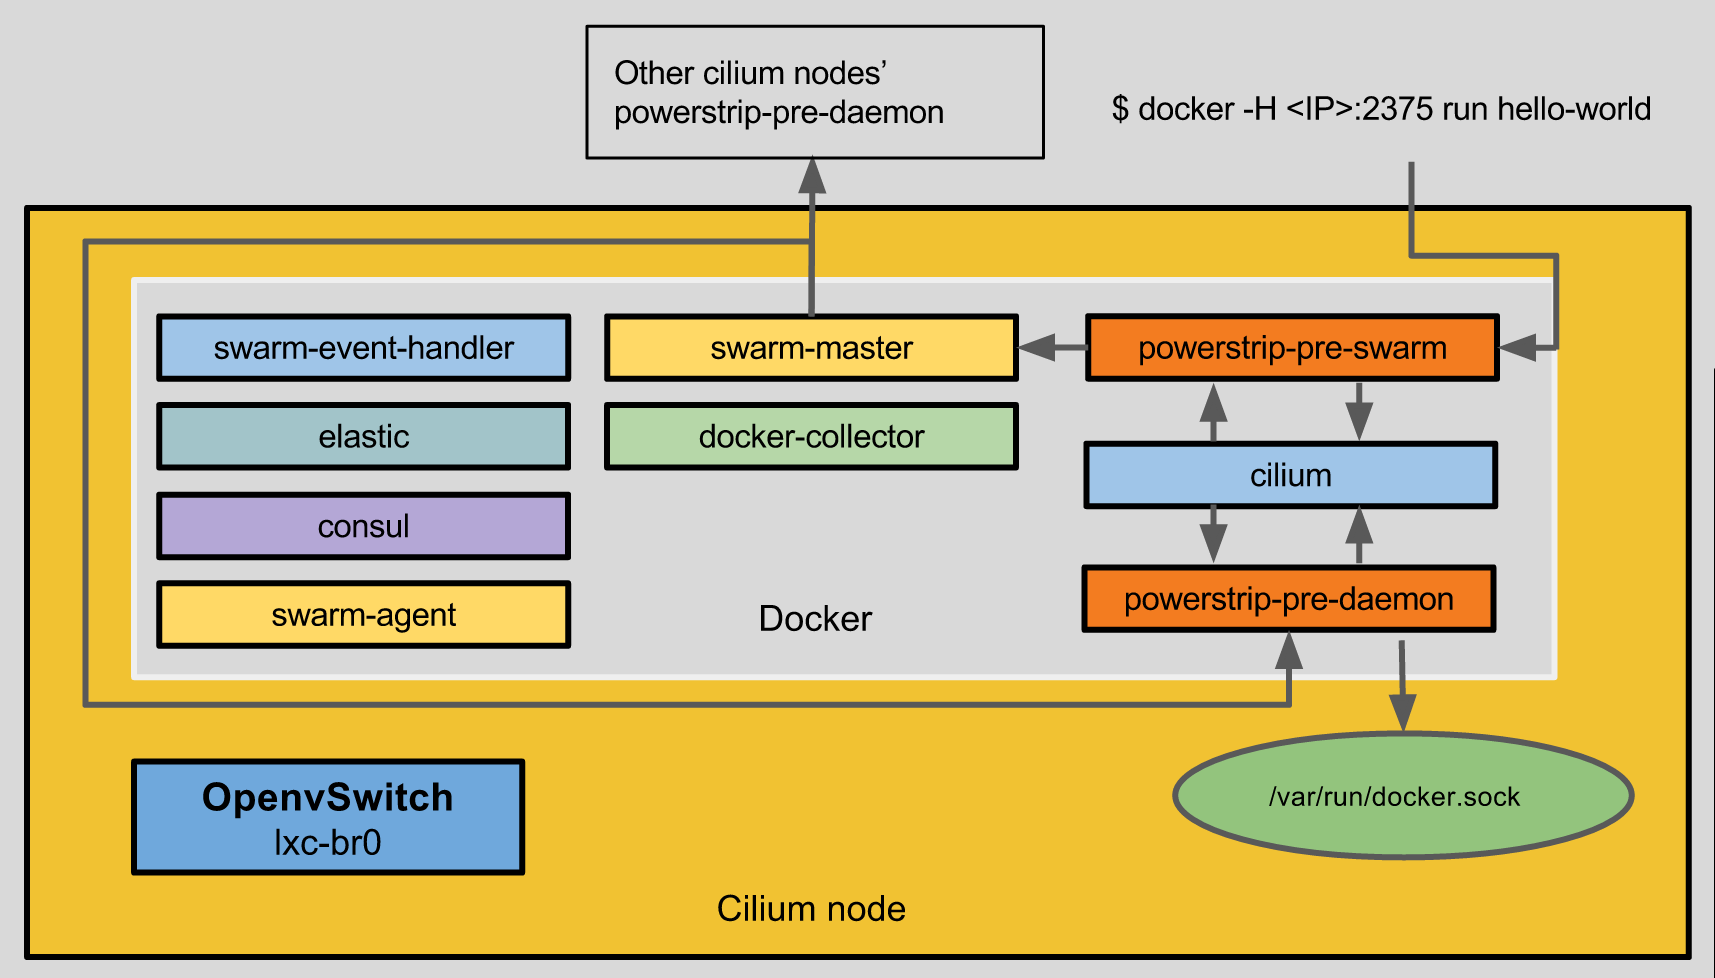 Other cilium nodes’
powerstrip-pre-daemon
$ docker -H <IP>:2375 run hello-world
swarm-event-handler
swarm-master
powerstrip-pre-swarm
elastic
docker-collector
cilium
consul
swarm-agent
Docker
powerstrip-pre-daemon
OpenvSwitch
lxc-br0
/var/run/docker.sock
Cilium node